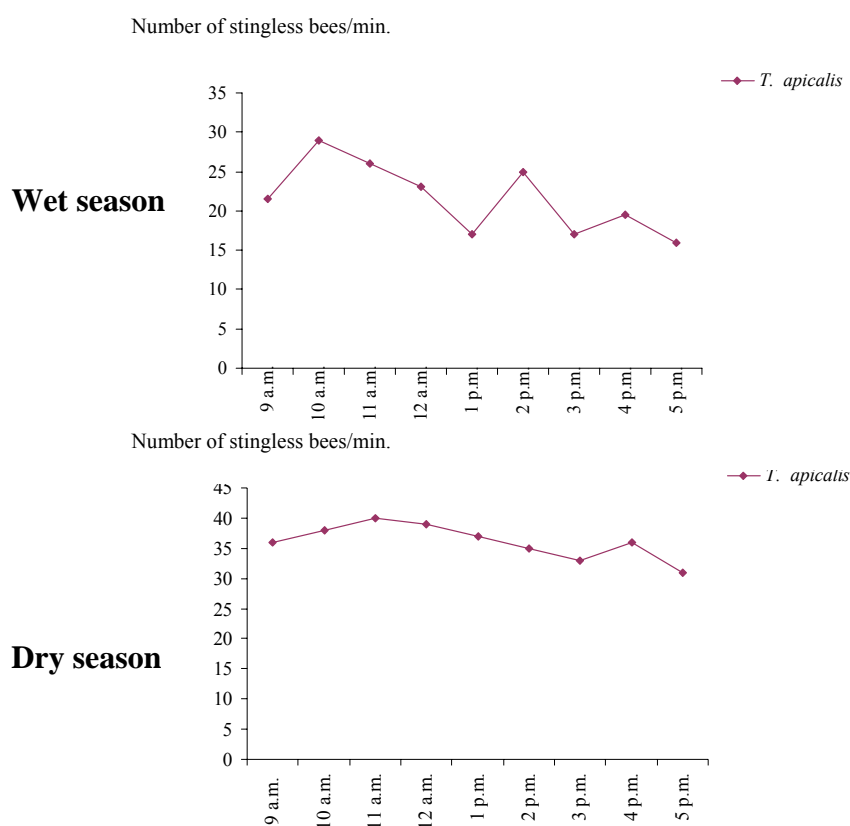 Number of stingless bees/min.
T. apicalis
35
30
25
20
15
10
5
0
Wet season
9 a.m.
10 a.m.
11 a.m.
12 a.m.
1 p.m.
2 p.m.
3 p.m.
4 p.m.
5 p.m.
Number of stingless bees/min.
T. apicalis
45
40
35
30
25
20
15
10
5
0
Dry season
9 a.m.
10 a.m.
11 a.m.
12 a.m.
1 p.m.
2 p.m.
3 p.m.
4 p.m.
5 p.m.